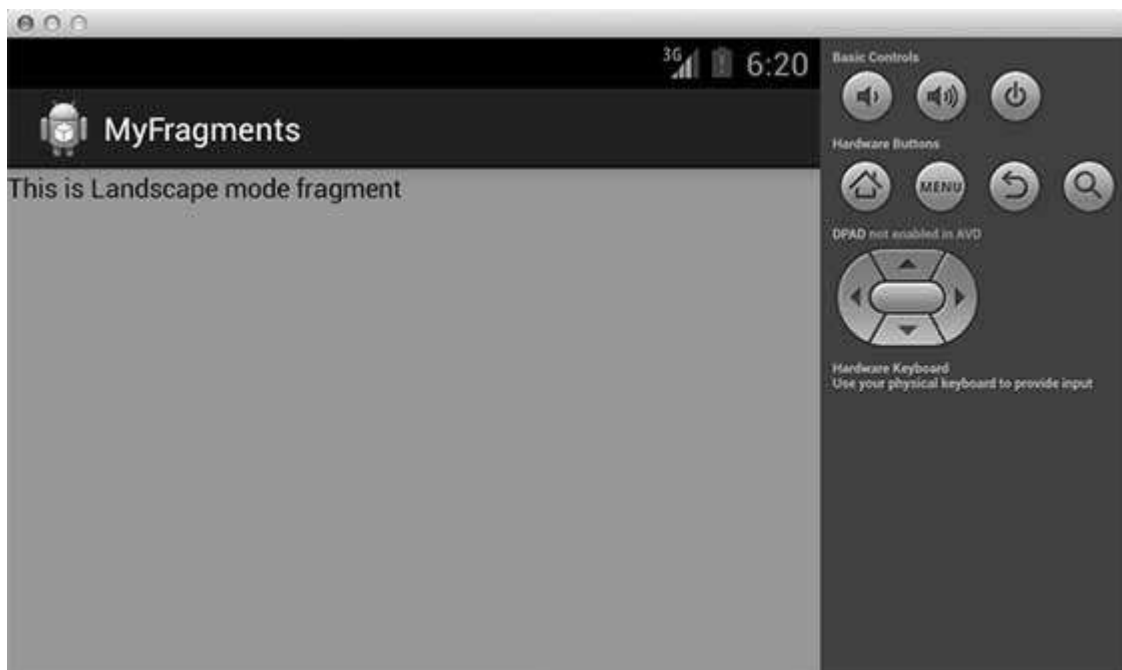 3G 6:20
MyFragments
This is Landscape mode fragment
Basic Controls
Hardware Buttons
MENU
DPAD not enabled in AVD
Hardware Keyboard
Use your physical keyboard to provide input